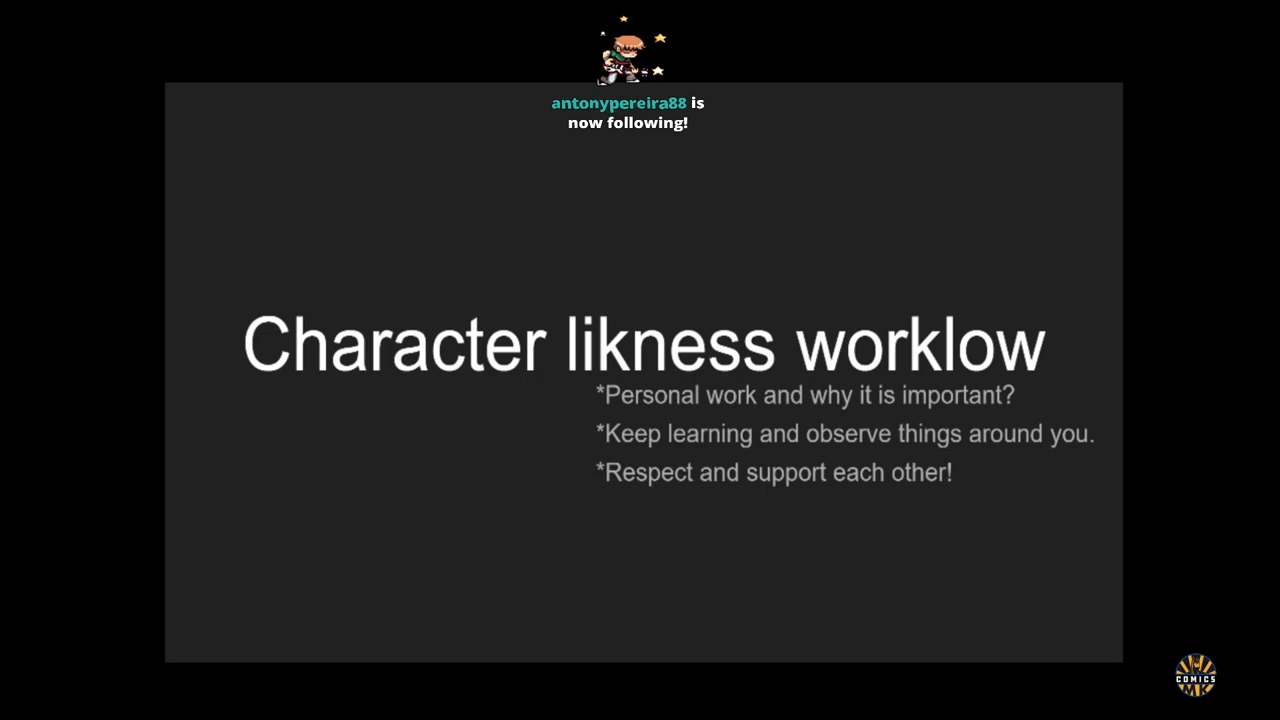 antonypereira88 is
now following!
Character likness worklow
*Personal work and why it is important?
*Keep learning and observe things around you.
*Respect and support each other!
COMICS
MK